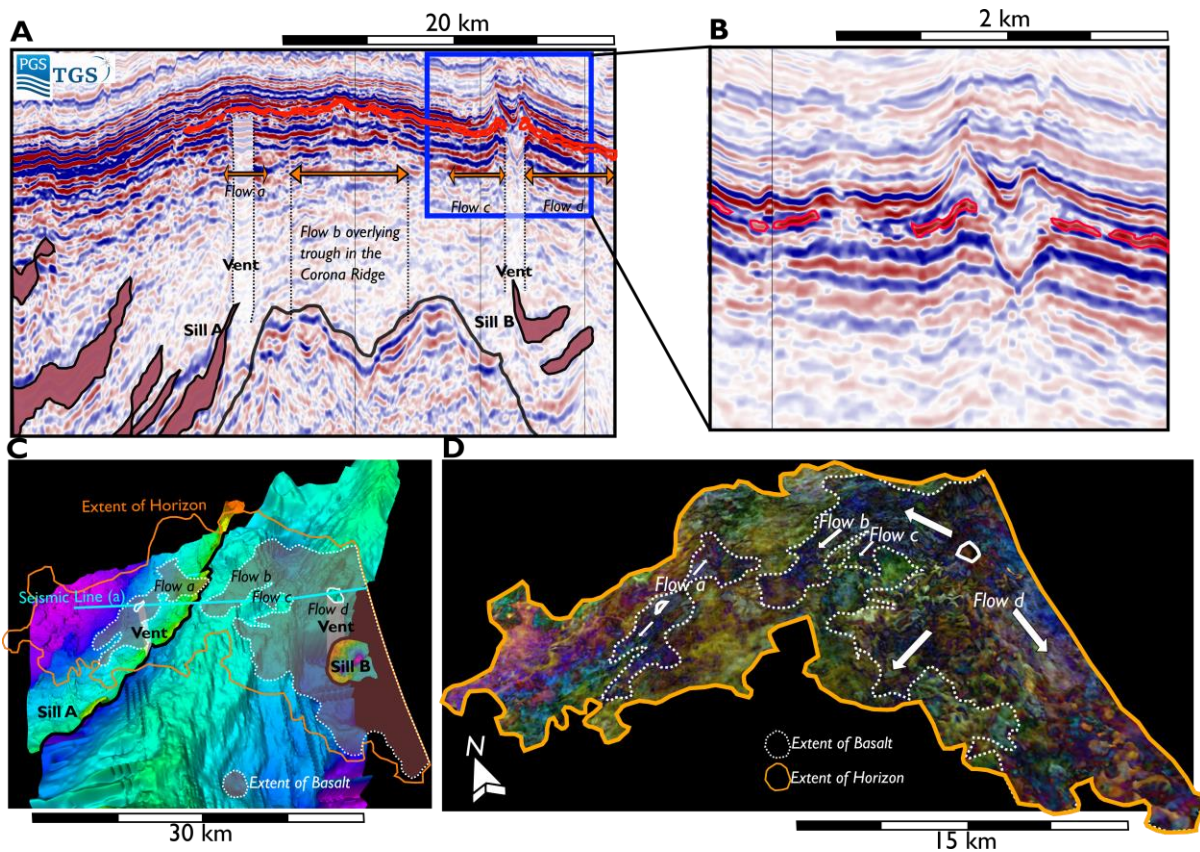 A
20 km
B
2 km
PGS
TGS
Flow a
Flow c
Flow d
Flow b overlying
trough in the
Corona Ridge
Vent
Vent
Sill A
Sill B
C
Extent of Horizon
Flow a
Flow b
Seismic Line (a)
Flow c
Flow d
Vent
Vent
Sill B
Sill A
Extent of Basalt
30 km
D
Flow b
Flow c
Flow a
Flow d
N
Extent of Basalt
Extent of Horizon
15 km